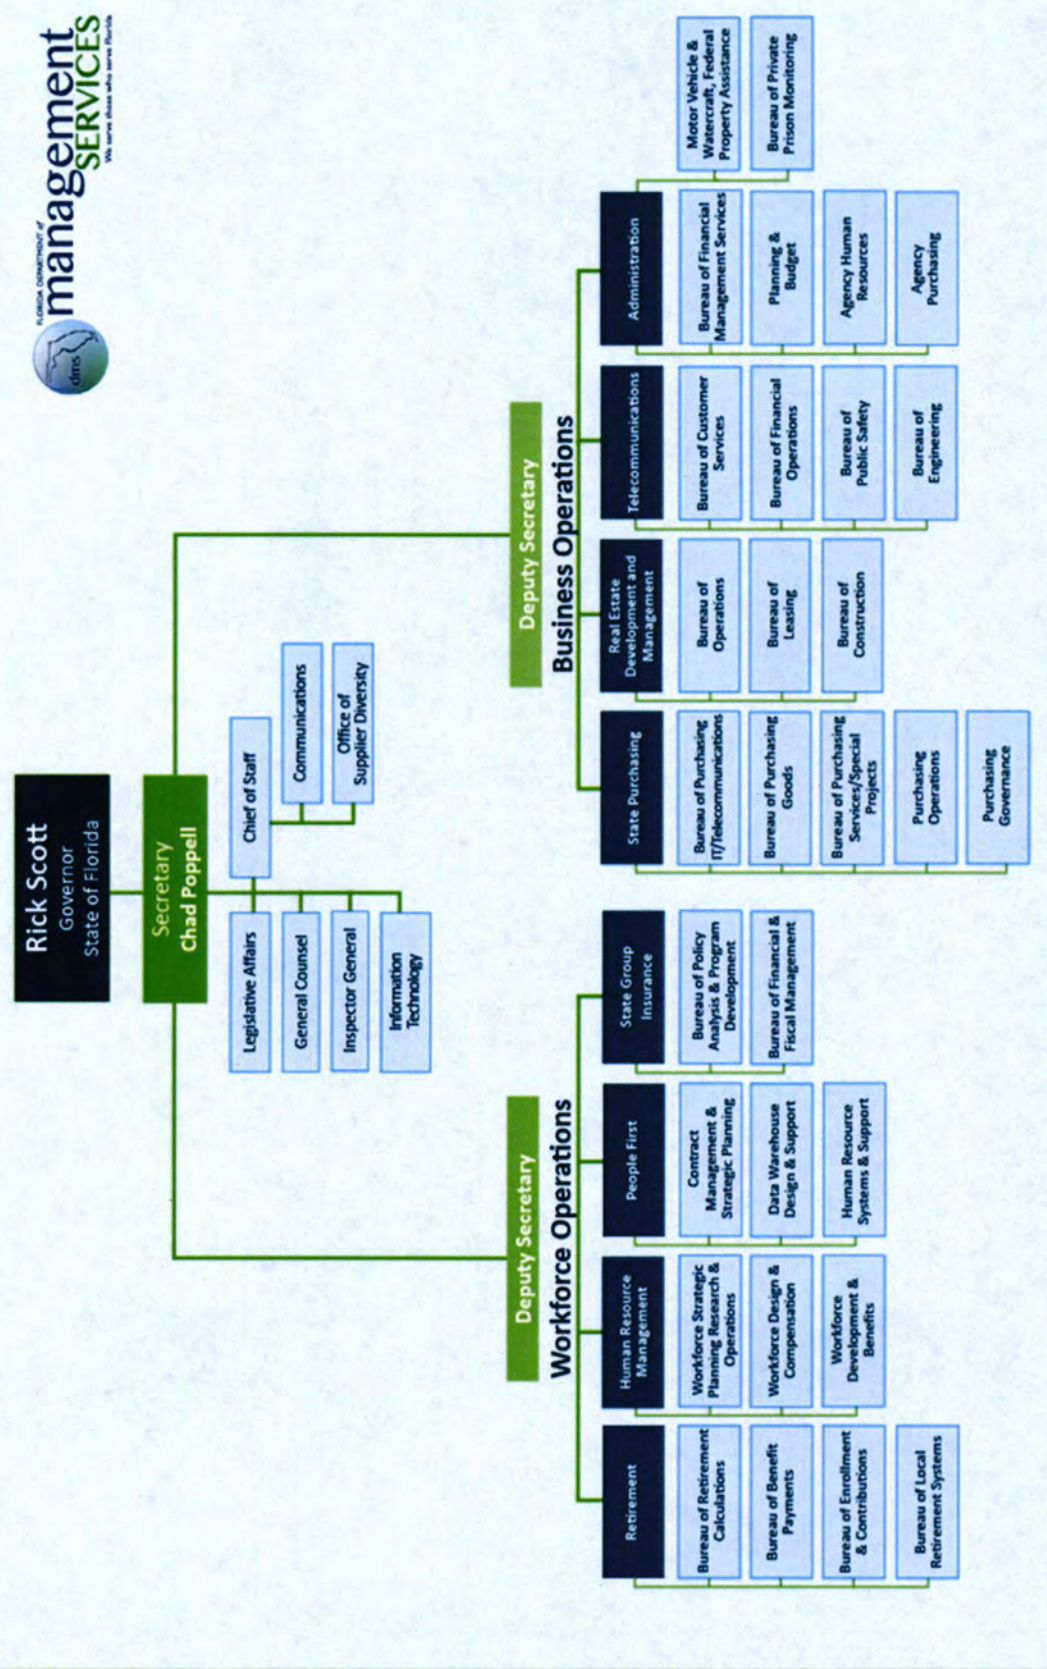 FLORIDA DEPARTMENT of
management
SERVICES
We serve those who serve Florida
dms
Rick Scott
Governor
State of Florida
Secretary
Chad Poppell
Legislative Affairs
General Counsel
Inspector General
Information
Technology
Chief of Staff
Communications
Office of
Supplier Diversity
Deputy Secretary
Workforce Operations
Retirement
Bureau of Retirement
Calculations
Bureau of Benefit
Payments
Bureau of Enrollment
& Contributions
Bureau of Local
Retirement Systems
Human Resource
Management
Workforce Strategic
Planning Research &
Operations
Workforce Design &
Compensation
Workforce
Development &
Benefits
People First
Contract
Management &
Strategic Planning
Data Warehouse
Design & Support
Human Resource
Systems & Support
State Group
Insurance
Bureau of Policy
Analysis & Program
Development
Bureau of Financial &
Fiscal Management
Deputy Secretary
Business Operations
State Purchasing
Bureau of Purchasing
IT/Telecommunications
Bureau of Purchasing
Goods
Bureau of Purchasing
Services/Special
Projects
Purchasing
Operations
Purchasing
Governance
Real Estate
Development and
Management
Bureau of
Operations
Bureau of
Leasing
Bureau of
Construction
Telecommunications
Bureau of Customer
Services
Bureau of Financial
Operations
Bureau of
Public Safety
Bureau of
Engineering
Administration
Bureau of Financial
Management Services
Planning &
Budget
Agency Human
Resources
Agency
Purchasing
Motor Vehicle &
Watercraft, Federal
Property Assistance
Bureau of Private
Prison Monitoring